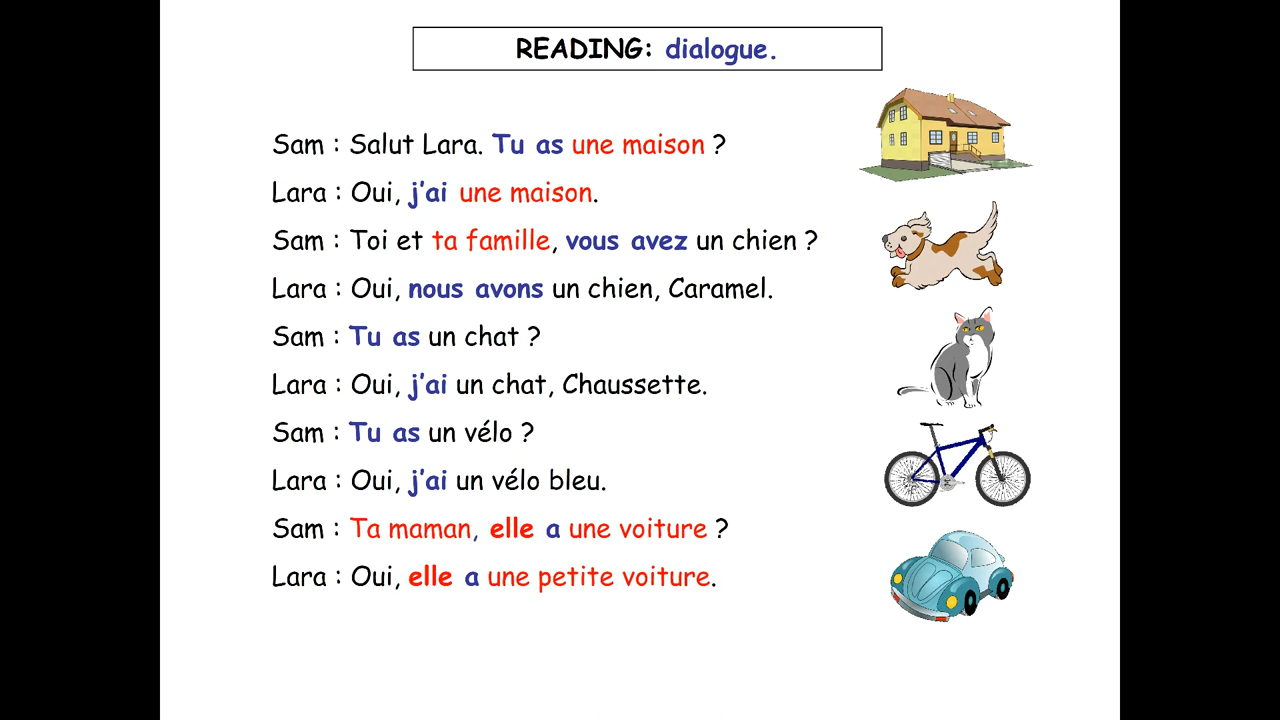 READING: dialogue.
Sam : Salut Lara. Tu as une maison ?
Lara : Oui, j'ai une maison.
Sam : Toi et ta famille, vous avez un chien ?
Lara : Oui, nous avons un chien, Caramel.
Sam : Tu as un chat ?
Lara : Oui, j'ai un chat, Chaussette.
Sam : Tu as un vélo ?
Lara : Oui, j'ai un vélo bleu.
Sam : Ta maman, elle a une voiture ?
Lara : Oui, elle a une petite voiture.